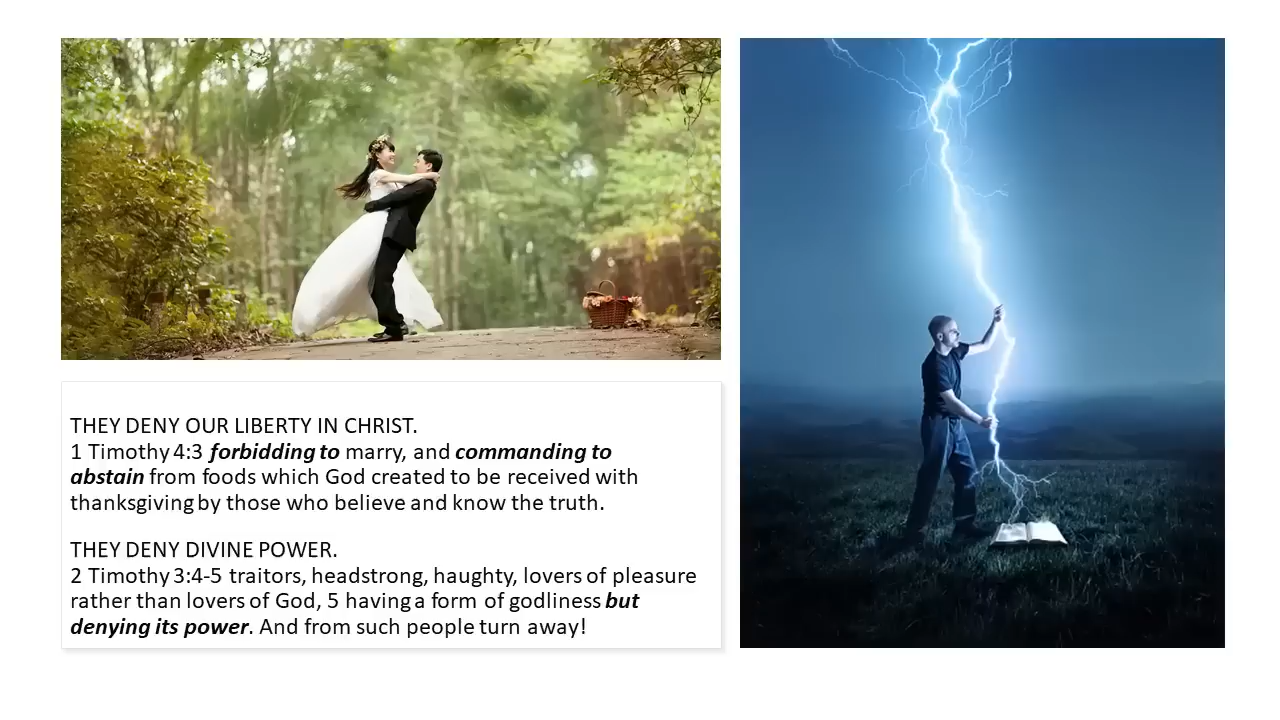 THEY DENY OUR LIBERTY IN CHRIST.
1 Timothy 4:3 forbidding to marry, and commanding to
abstain from foods which God created to be received with
thanksgiving by those who believe and know the truth.
THEY DENY DIVINE POWER.
2 Timothy 3:4-5 traitors, headstrong, haughty, lovers of pleasure
rather than lovers of God, 5 having a form of godliness but
denying its power. And from such people turn away!